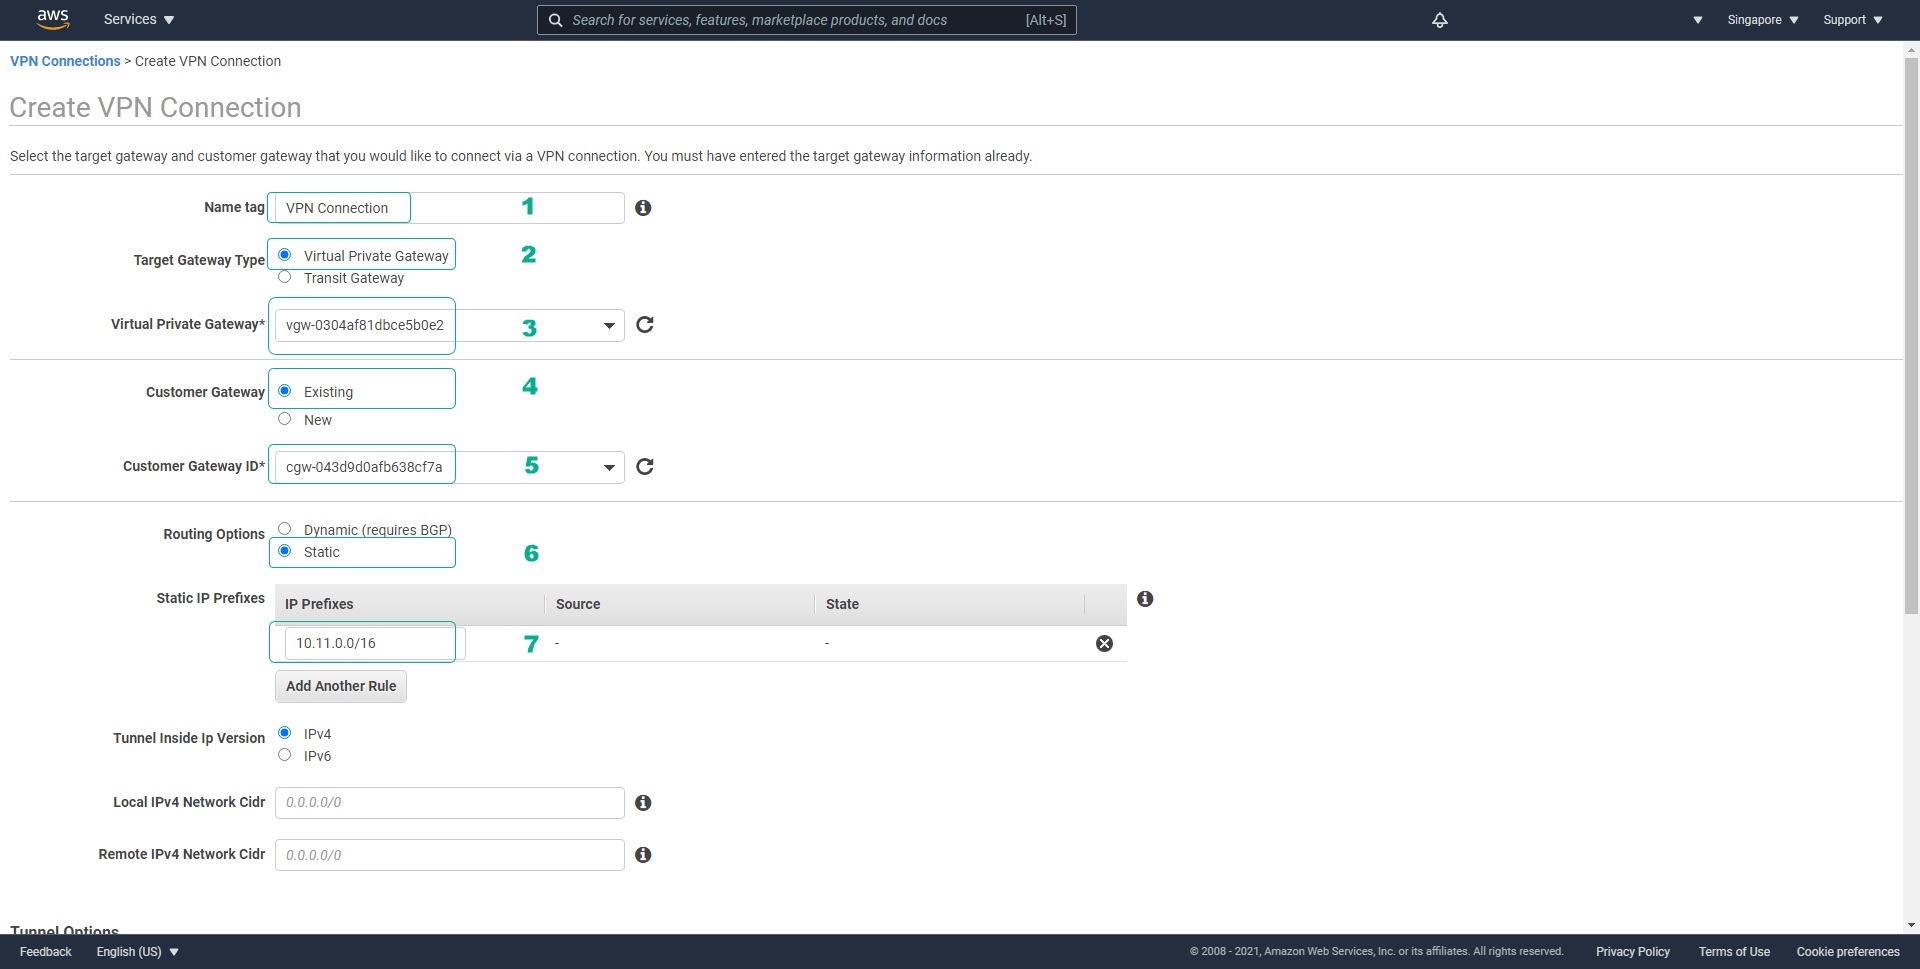 aws Services Search for services, features, marketplace products, and docs [Alt+S] Singapore Support
VPN Connections > Create VPN Connection
Create VPN Connection
Select the target gateway and customer gateway that you would like to connect via a VPN connection. You must have entered the target gateway information already.
Name tag VPN Connection 1
Target Gateway Type Virtual Private Gateway 2
Transit Gateway
Virtual Private Gateway* vgw-0304af81dbce5b0e2 3
Customer Gateway Existing 4
New
Customer Gateway ID* cgw-043d9d0afb638cf7a 5
Routing Options Dynamic (requires BGP)
Static 6
Static IP Prefixes IP Prefixes Source State
10.11.0.0/16 7 - -
Add Another Rule
Tunnel Inside Ip Version IPv4
IPv6
Local IPv4 Network Cidr 0.0.0.0/0
Remote IPv4 Network Cidr 0.0.0.0/0
Tunnel Options
Feedback English (US) © 2008 - 2021, Amazon Web Services, Inc. or its affiliates. All rights reserved. Privacy Policy Terms of Use Cookie preferences